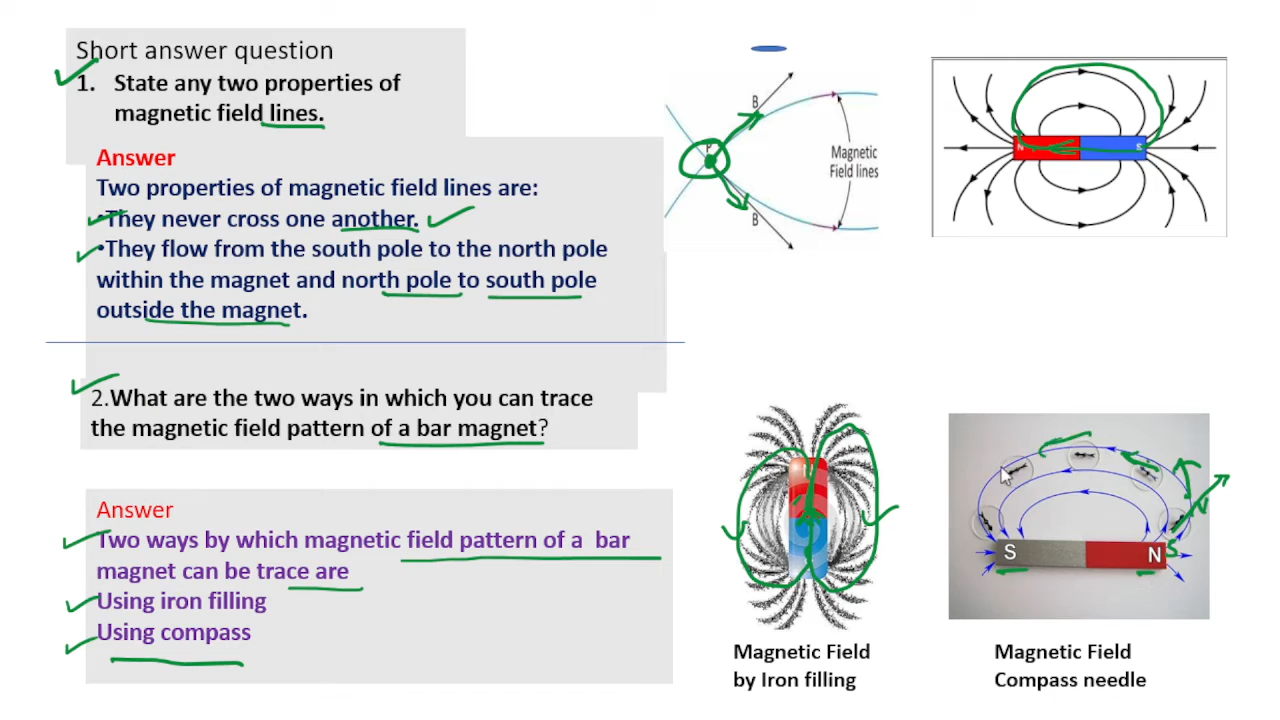 Short answer question
1. State any two properties of
magnetic field lines.
Answer
Two properties of magnetic field lines are:
•They never cross one another.
•They flow from the south pole to the north pole
within the magnet and north pole to south pole
outside the magnet.
2.What are the two ways in which you can trace
the magnetic field pattern of a bar magnet?
Answer
Two ways by which magnetic field pattern of a bar
magnet can be trace are
Using iron filling
Using compass
B
P
Magnetic
Field lines
B
N
S
Magnetic Field
by Iron filling
N
S
S
N
Magnetic Field
Compass needle